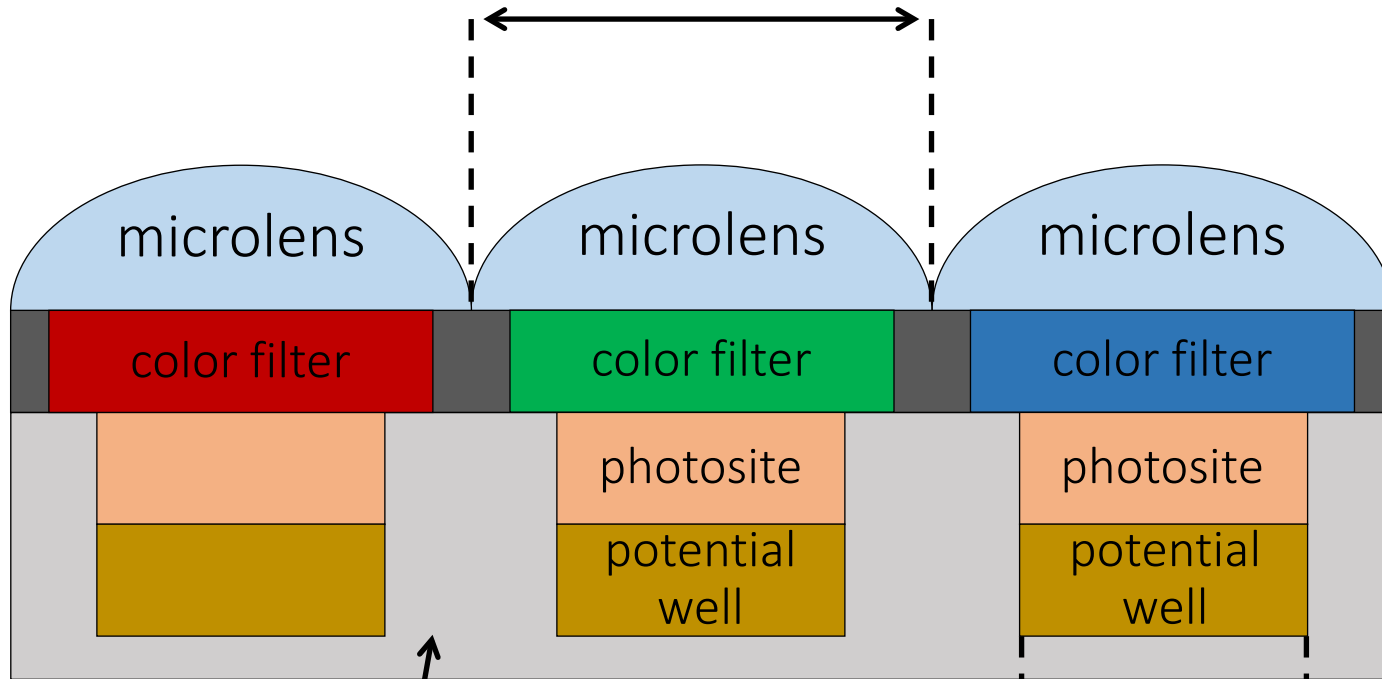 microlens
microlens
microlens
color filter
color filter
color filter
photosite
photosite
potential
well
potential
well